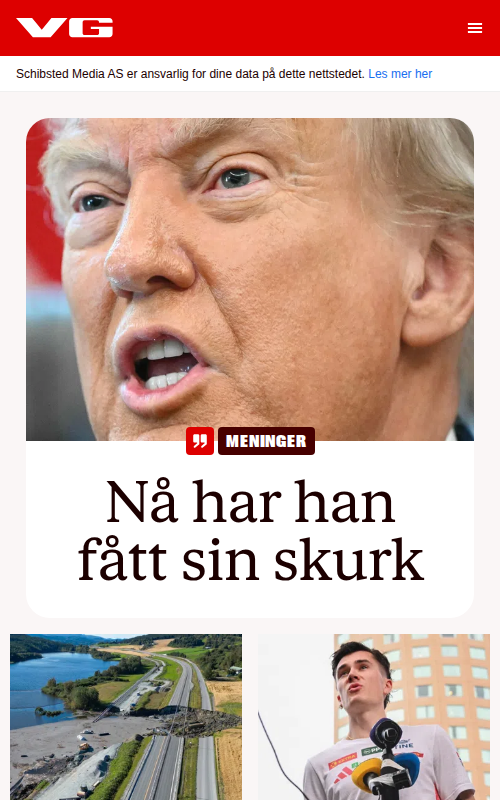 VG
Schibsted Media AS er ansvarlig for dine data på dette nettstedet. Les mer her
MENINGER
Nå har han
fått sin skurk